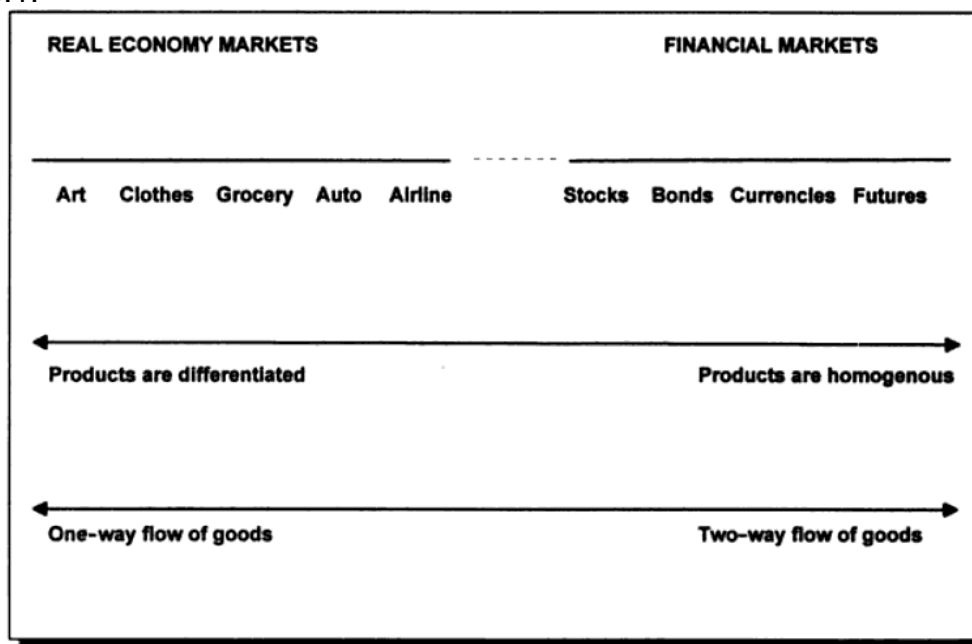 REAL ECONOMY MARKETS FINANCIAL MARKETS
Art Clothes Grocery Auto Airline Stocks Bonds Currencies Futures
Products are differentiated Products are homogenous
One-way flow of goods Two-way flow of goods